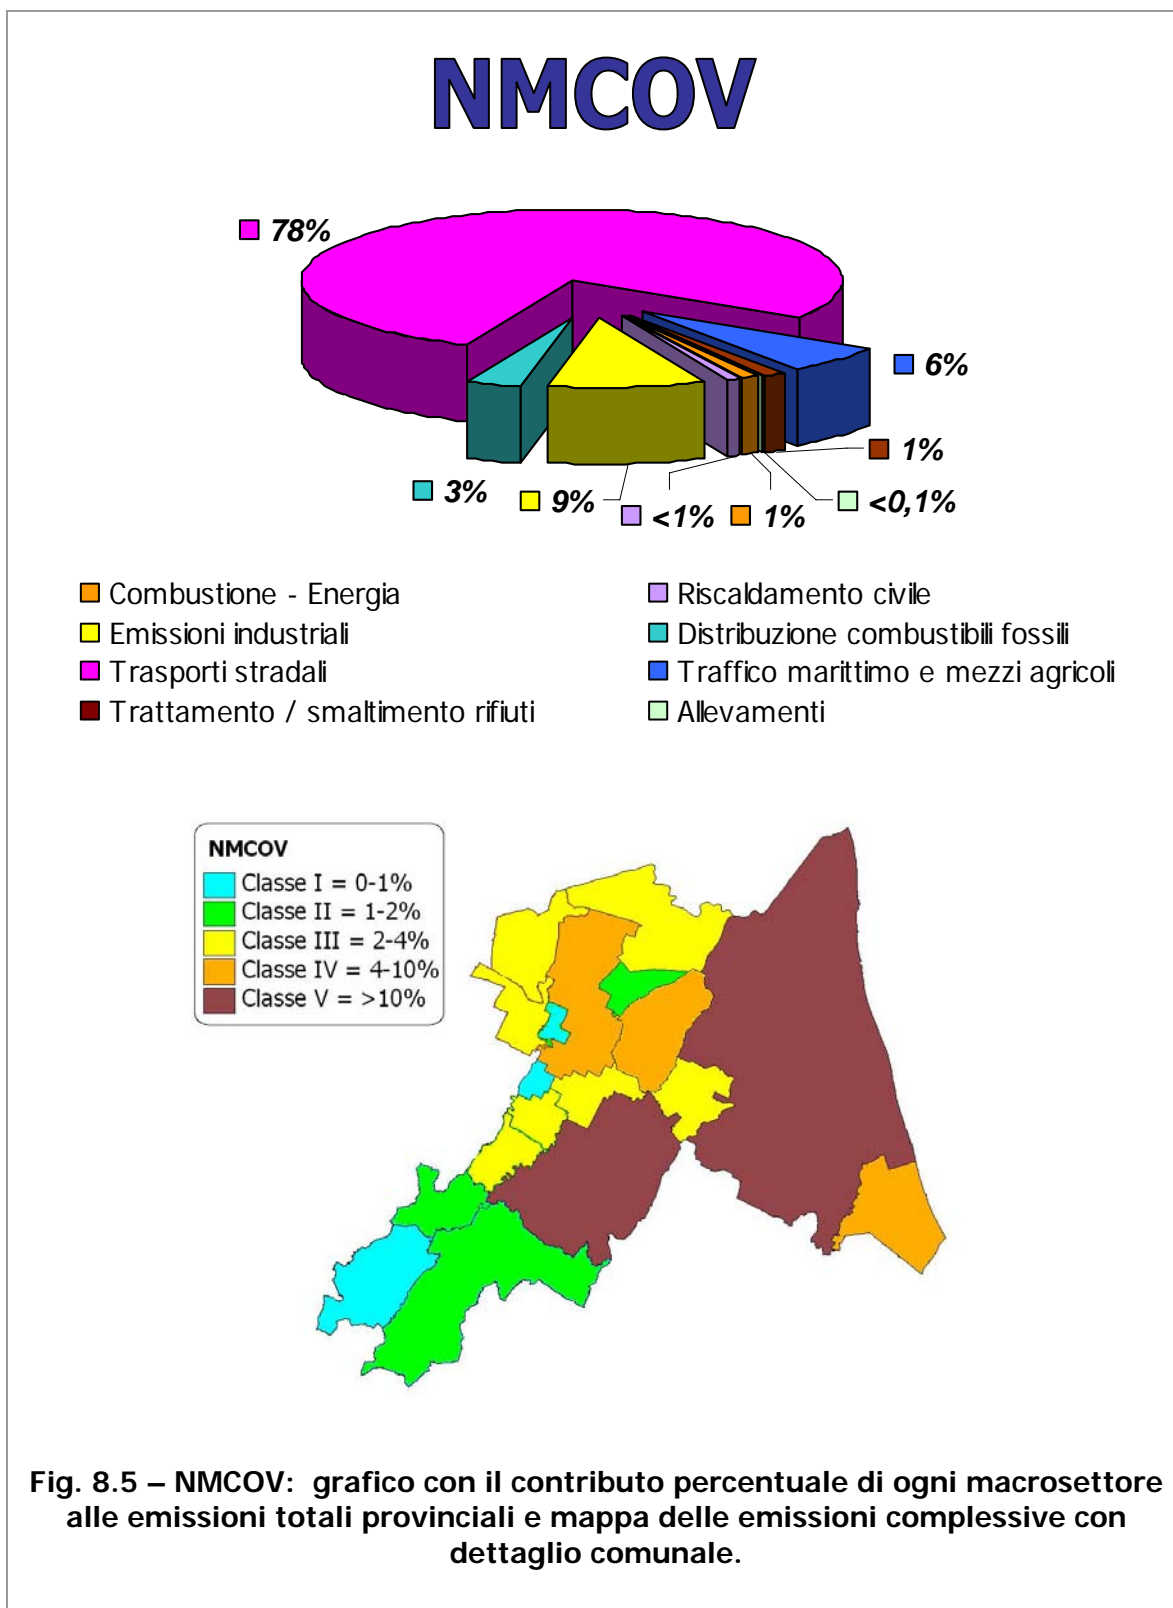 NMCOV
78%
6%
1%
3%
9%
<1%
1%
<0,1%
Combustione - Energia
Emissioni industriali
Trasporti stradali
Trattamento / smaltimento rifiuti
Riscaldamento civile
Distribuzione combustibili fossili
Traffico marittimo e mezzi agricoli
Allevamenti
NMCOV
Classe I = 0-1%
Classe II = 1-2%
Classe III = 2-4%
Classe IV = 4-10%
Classe V = >10%
Fig. 8.5 – NMCOV: grafico con il contributo percentuale di ogni macrosettore
alle emissioni totali provinciali e mappa delle emissioni complessive con
dettaglio comunale.